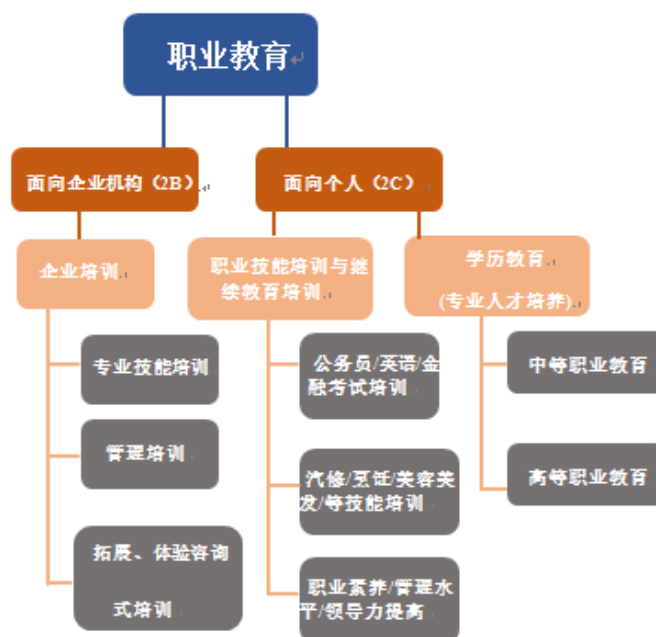 职业教育
面向企业机构（2B）
面向个人（2C）
企业培训
职业技能培训与继
续教育培训
学历教育
(专业人才培养)
专业技能培训
管理培训
拓展、体验咨询
式培训
公务员/英语/金
融考试培训
汽修/烹饪/美容美
发/等技能培训
职业素养/管理水
平/领导力提高
中等职业教育
高等职业教育